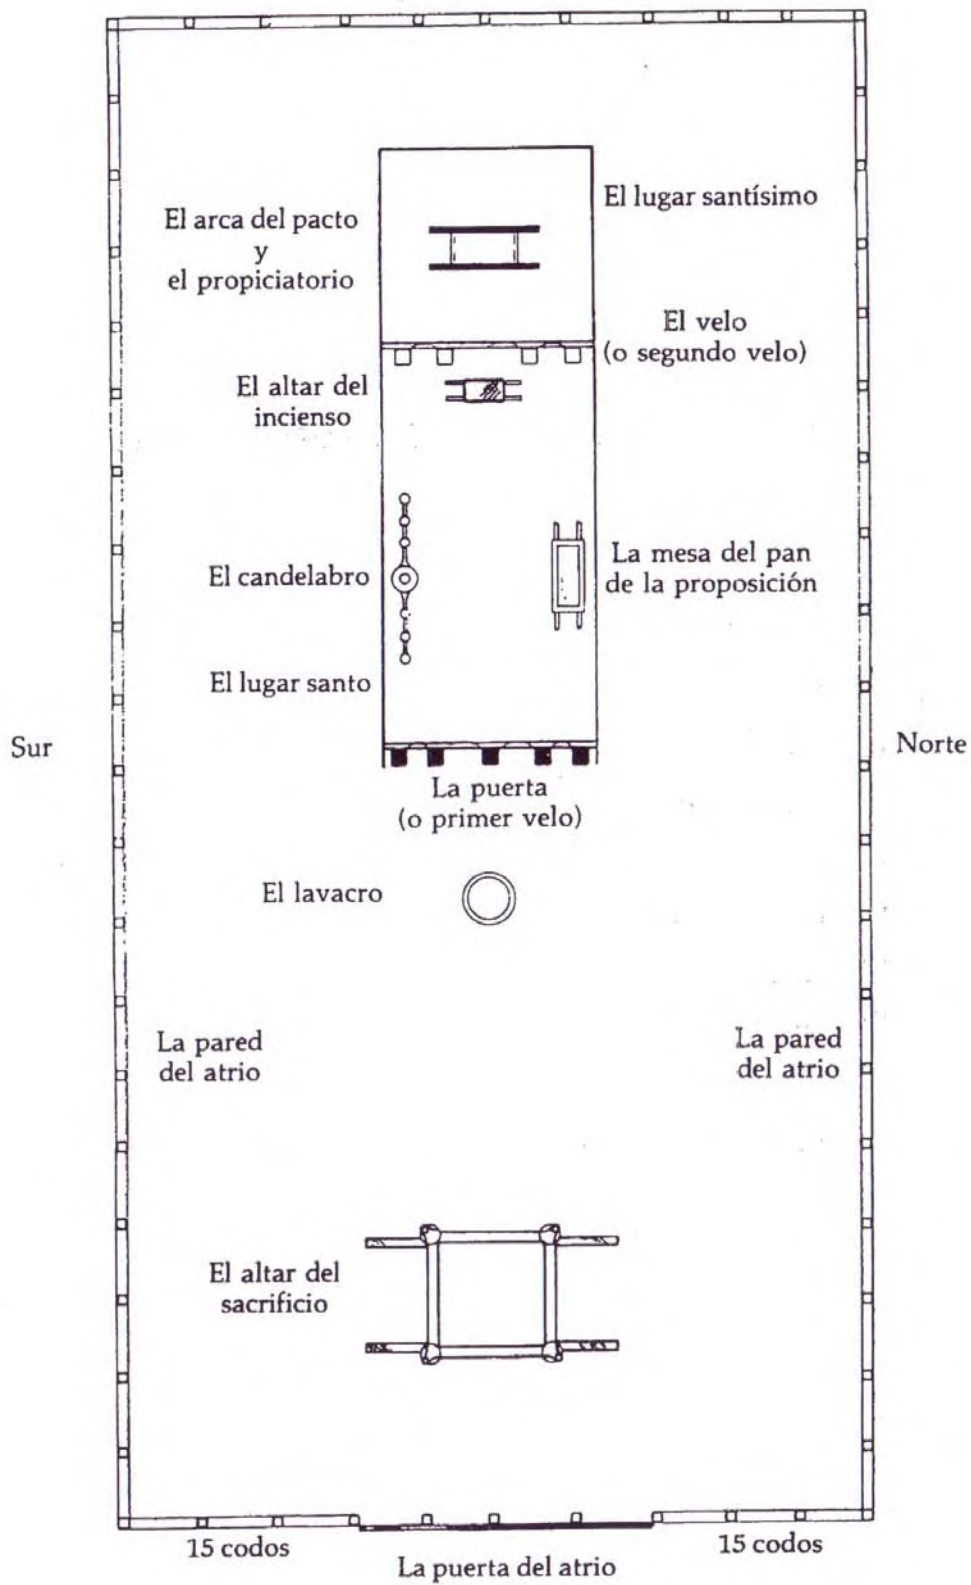 El lugar santísimo
El arca del pacto
y
el propiciatorio
El velo
(o segundo velo)
El altar del
incienso
La mesa del pan
de la proposición
El candelabro
El lugar santo
Sur
Norte
La puerta
(o primer velo)
El lavacro
La pared
del atrio
La pared
del atrio
El altar del
sacrificio
15 codos
La puerta del atrio
15 codos